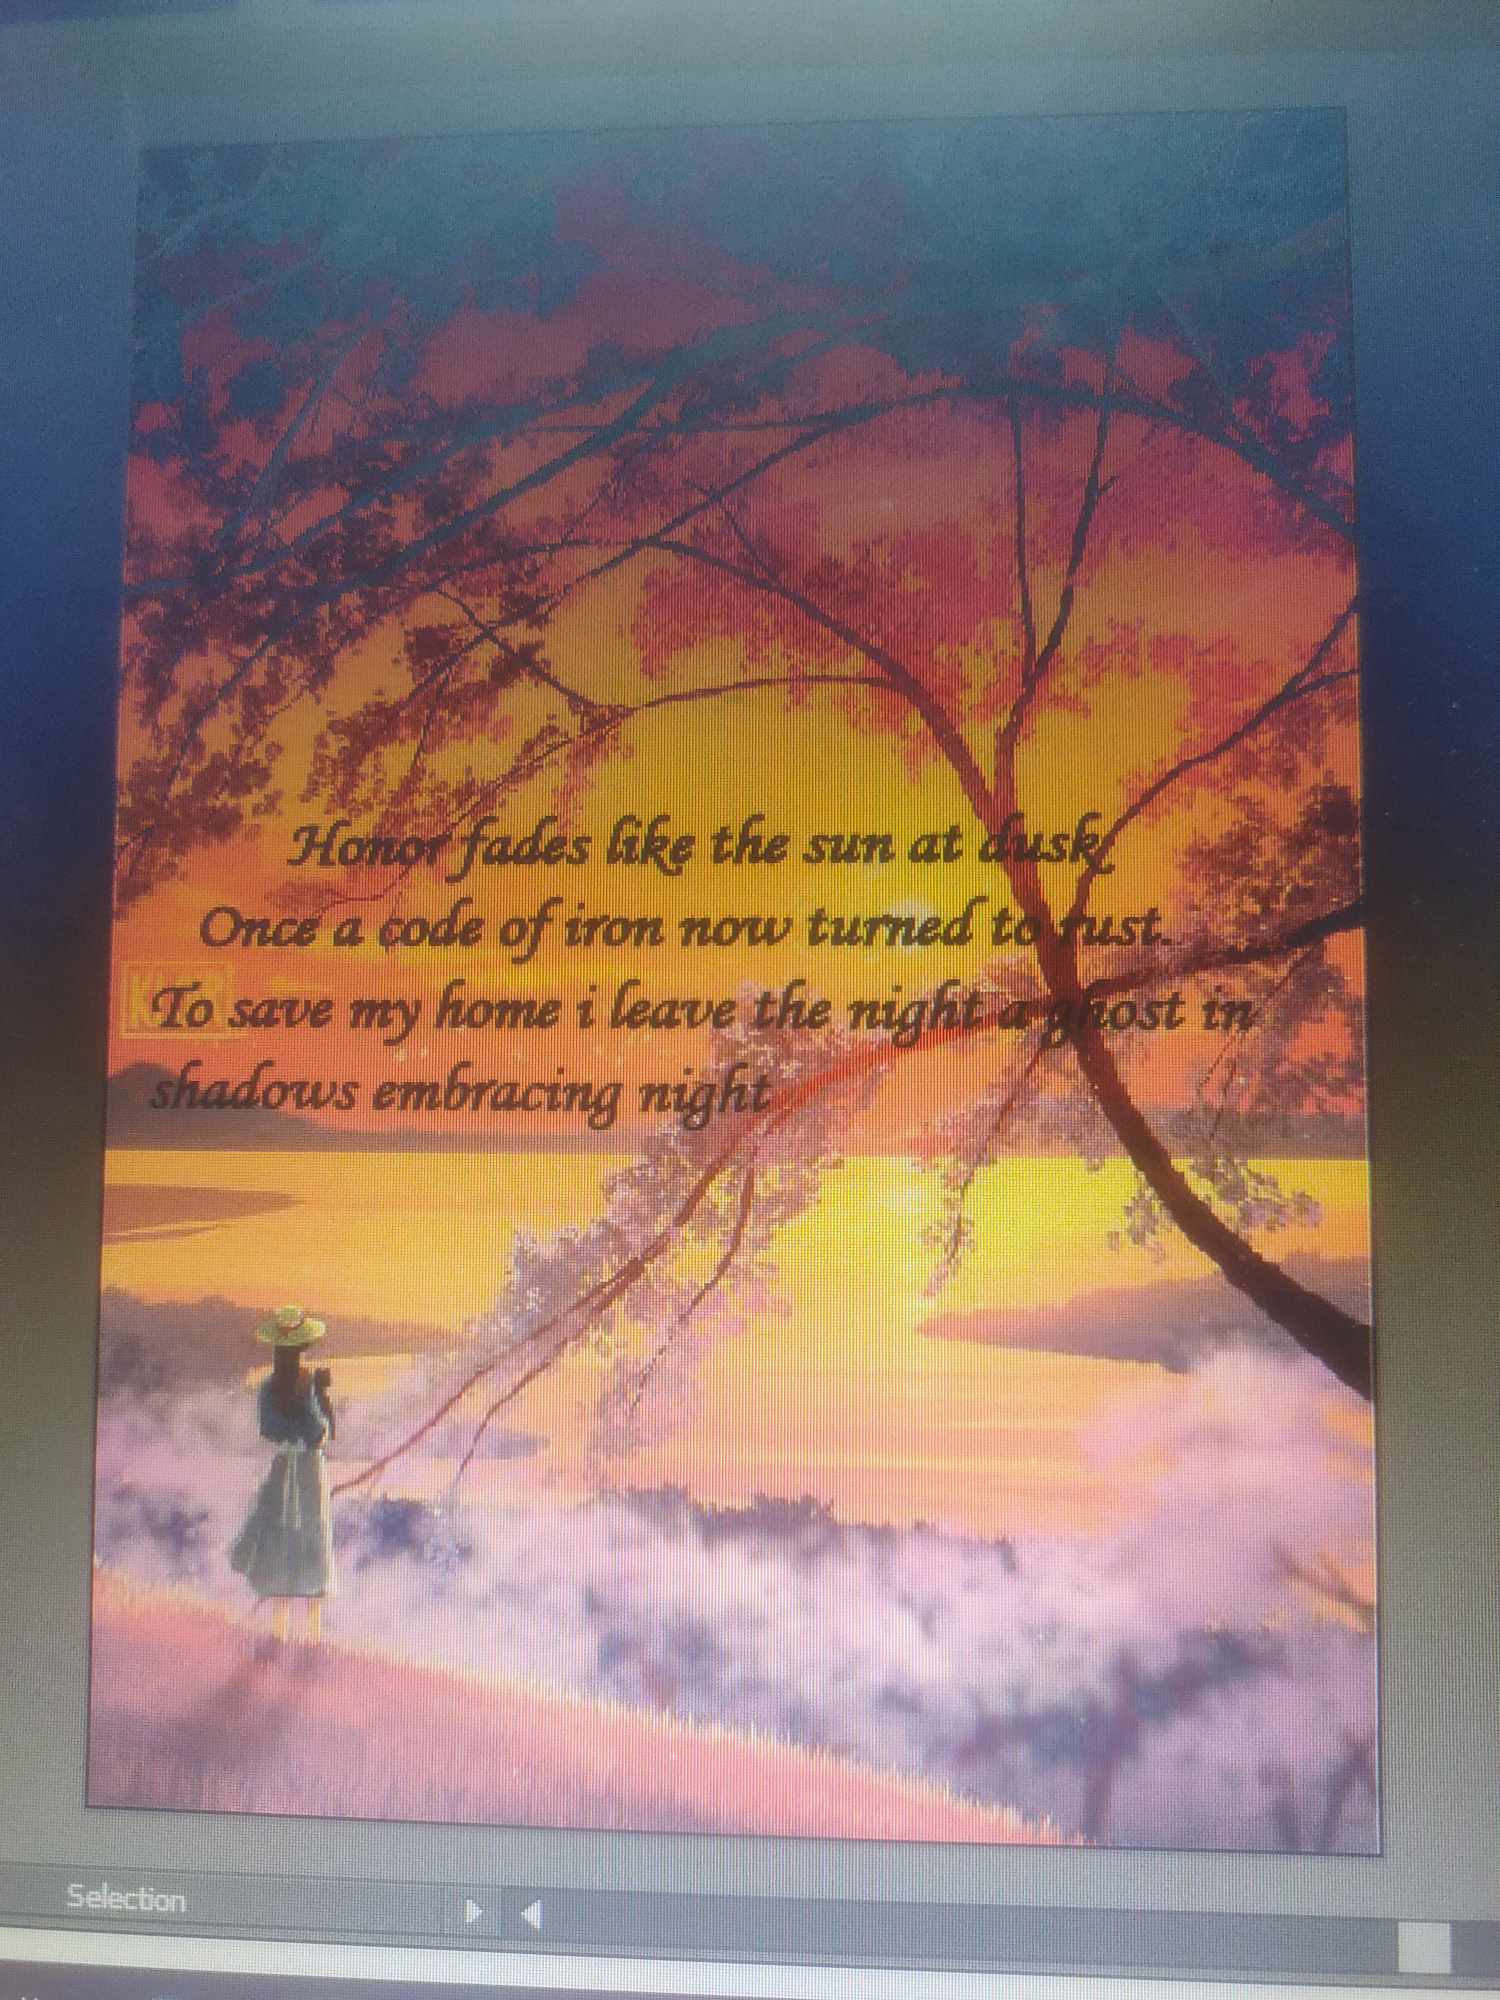 Honor fades like the sun at dusk,
Once a code of iron now turned to rust.
To save my home i leave the night a ghost in
shadows embracing night
Selection